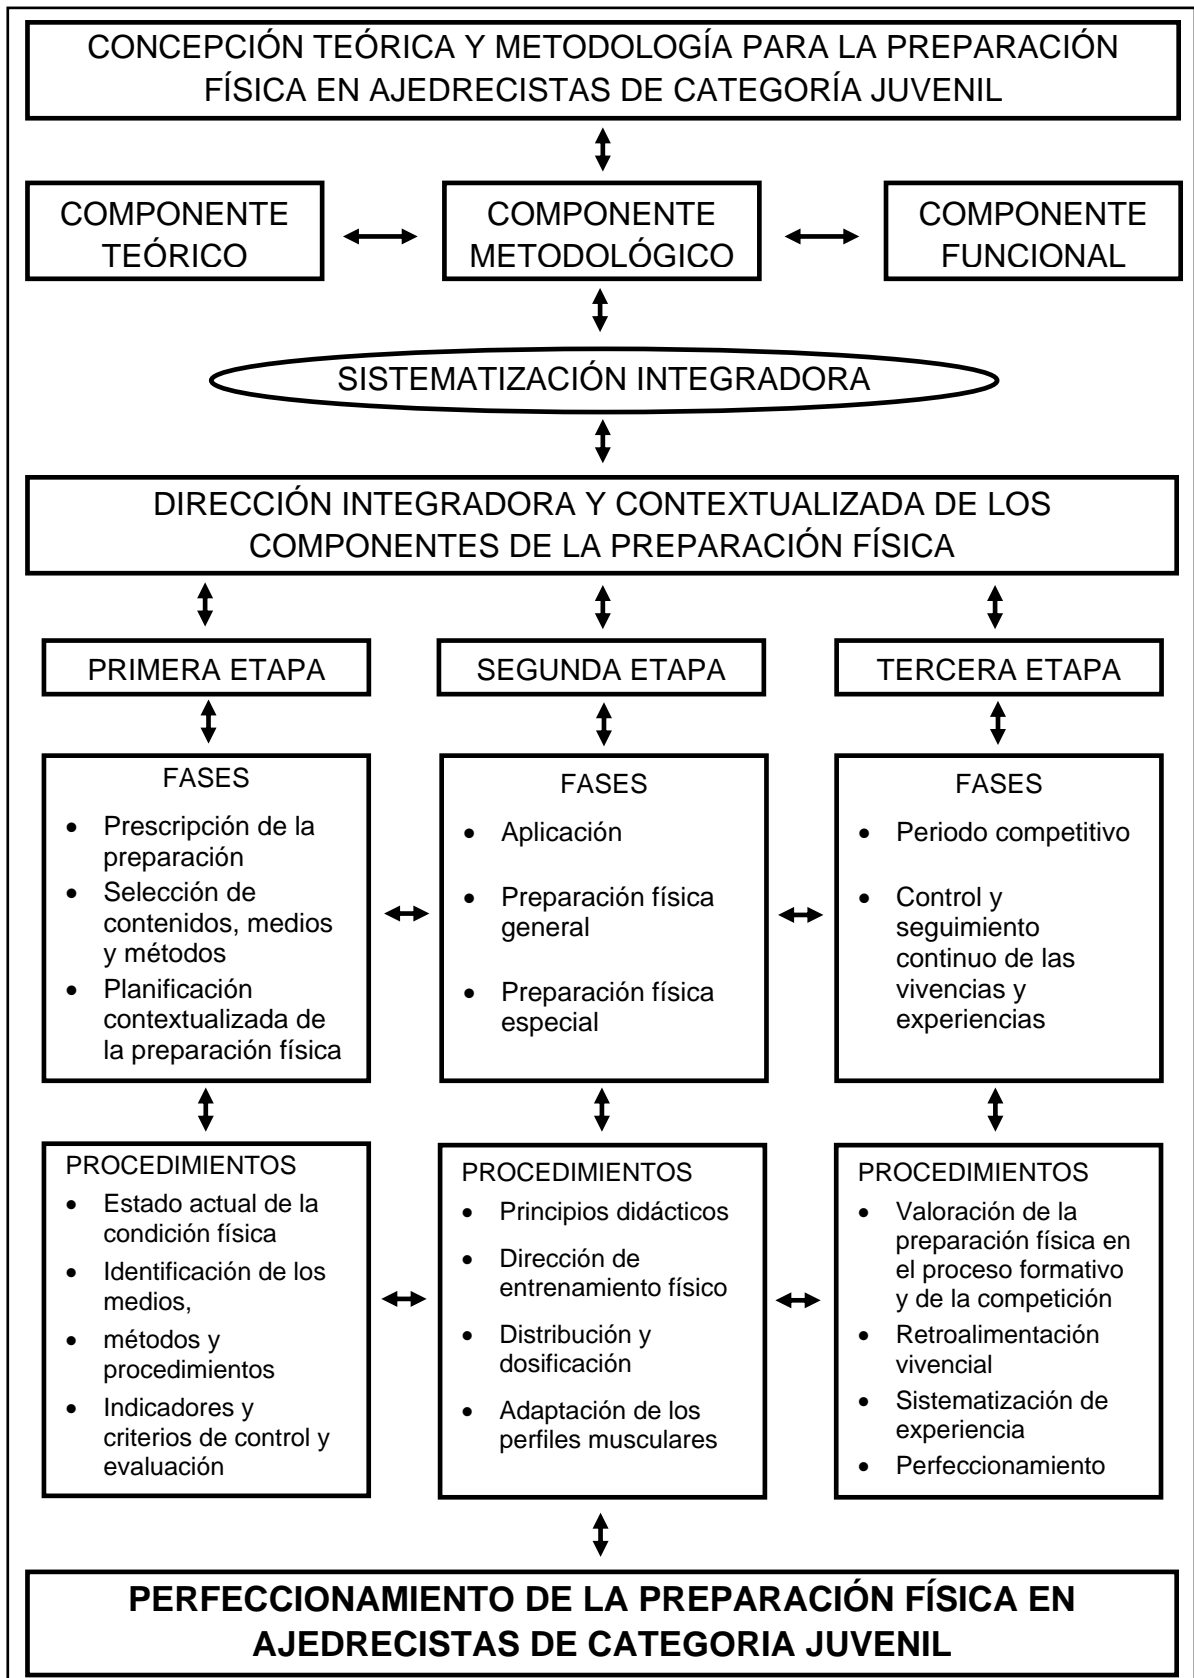 CONCEPCIÓN TEÓRICA Y METODOLOGÍA PARA LA PREPARACIÓN
FÍSICA EN AJEDRECISTAS DE CATEGORÍA JUVENIL
COMPONENTE
TEÓRICO
COMPONENTE
METODOLÓGICO
COMPONENTE
FUNCIONAL
SISTEMATIZACIÓN INTEGRADORA
DIRECCIÓN INTEGRADORA Y CONTEXTUALIZADA DE LOS
COMPONENTES DE LA PREPARACIÓN FÍSICA
PRIMERA ETAPA
SEGUNDA ETAPA
TERCERA ETAPA
FASES
• Prescripción de la
preparación
• Selección de
contenidos, medios
y métodos
• Planificación
contextualizada de
la preparación física
FASES
• Aplicación
• Preparación física
general
• Preparación física
especial
FASES
• Periodo competitivo
• Control y
seguimiento
continuo de las
vivencias y
experiencias
PROCEDIMIENTOS
• Estado actual de la
condición física
• Identificación de los
medios,
• métodos y
procedimientos
• Indicadores y
criterios de control y
evaluación
PROCEDIMIENTOS
• Principios didácticos
• Dirección de
entrenamiento físico
• Distribución y
dosificación
• Adaptación de los
perfiles musculares
PROCEDIMIENTOS
• Valoración de la
preparación física en
el proceso formativo
y de la competición
• Retroalimentación
vivencial
• Sistematización de
experiencia
• Perfeccionamiento
PERFECCIONAMIENTO DE LA PREPARACIÓN FÍSICA EN
AJEDRECISTAS DE CATEGORIA JUVENIL